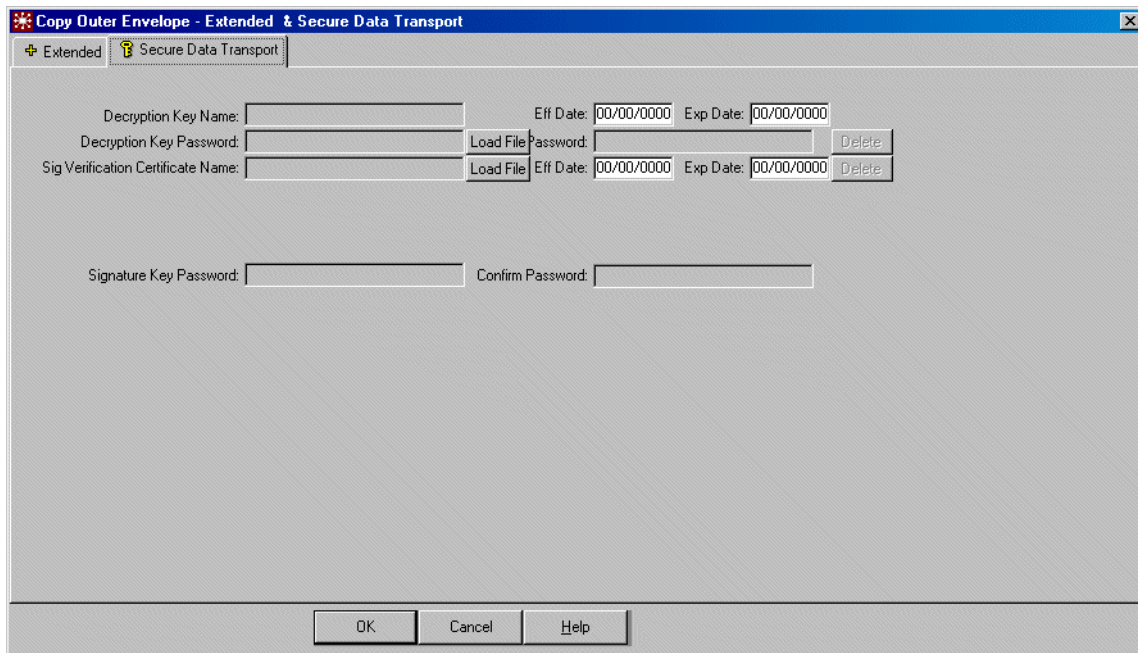 Copy Outer Envelope - Extended & Secure Data Transport
Extended Secure Data Transport
Decryption Key Name: Eff Date: 00/00/0000 Exp Date: 00/00/0000
Decryption Key Password: Load File Password: Delete
Sig Verification Certificate Name: Load File Eff Date: 00/00/0000 Exp Date: 00/00/0000 Delete
Signature Key Password: Confirm Password:
OK Cancel Help